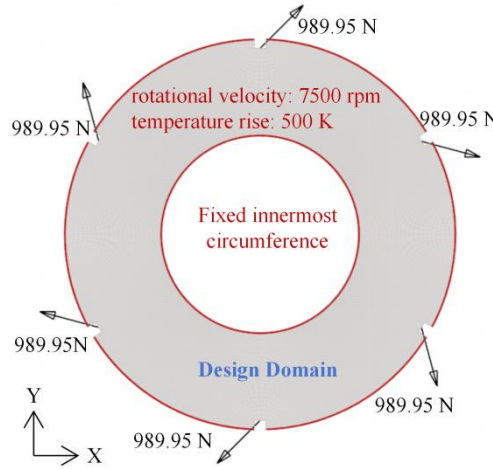 989.95 N
rotational velocity: 7500 rpm
temperature rise: 500 K
989.95 N
989.95 N
Fixed innermost
circumference
989.95N
Design Domain
989.95 N
989.95 N
Y
X